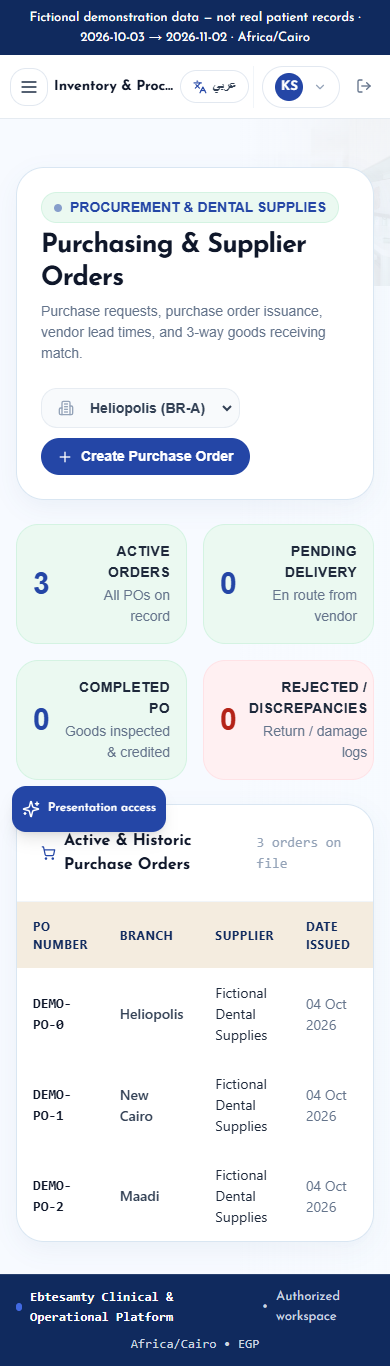 Fictional demonstration data — not real patient records ·
2026-10-03 → 2026-11-02 · Africa/Cairo
Inventory & Proc...
عربي
KS
PROCUREMENT & DENTAL SUPPLIES
Purchasing & Supplier
Orders
Purchase requests, purchase order issuance,
vendor lead times, and 3-way goods receiving
match.
Heliopolis (BR-A)
Create Purchase Order
3
ACTIVE
ORDERS
All POs on
record
0
PENDING
DELIVERY
En route from
vendor
0
COMPLETED
PO
Goods inspected
& credited
0
REJECTED /
DISCREPANCIES
Return / damage
logs
Presentation access
Active & Historic
Purchase Orders
3 orders on
file
PO
NUMBER
BRANCH
SUPPLIER
DATE
ISSUED
DEMO-
PO-0
Heliopolis
Fictional
Dental
Supplies
04 Oct
2026
DEMO-
PO-1
New
Cairo
Fictional
Dental
Supplies
04 Oct
2026
DEMO-
PO-2
Maadi
Fictional
Dental
Supplies
04 Oct
2026
Ebtesamty Clinical &
Operational Platform
• Authorized
workspace
Africa/Cairo • EGP